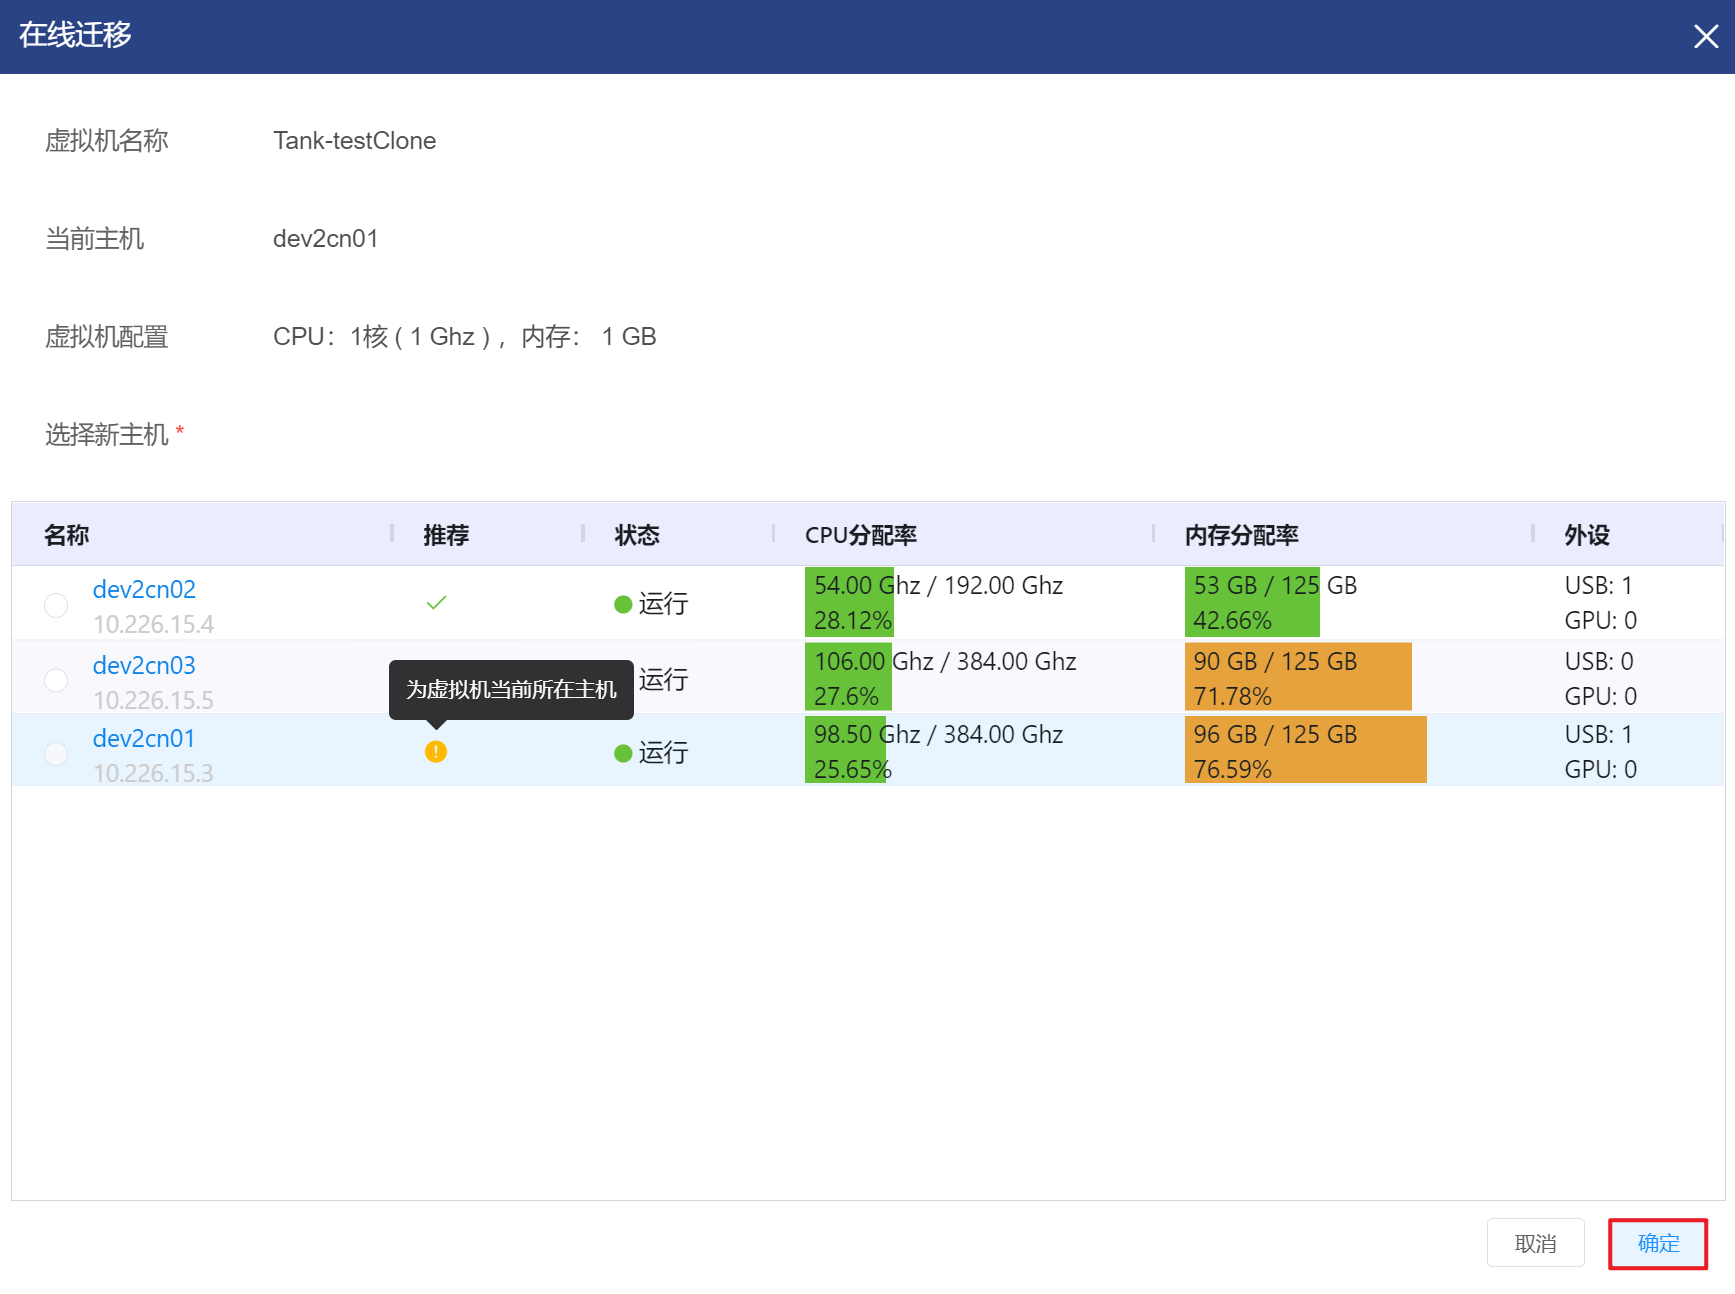 在线迁移
虚拟机名称 Tank-testClone
当前主机 dev2cn01
虚拟机配置 CPU：1核 ( 1 Ghz ) ，内存： 1 GB
选择新主机 *
名称 推荐 状态 CPU分配率 内存分配率 外设
dev2cn02 54.00 Ghz / 192.00 Ghz 53 GB / 125 GB USB: 1
运行
10.226.15.4 28.12% 42.66% GPU: 0
dev2cn03 106.00 Ghz / 384.00 Ghz 90 GB / 125 GB USB: 0
为虚拟机当前所在主机 运行
10.226.15.5 27.6% 71.78% GPU: 0
dev2cn01 98.50 Ghz / 384.00 Ghz 96 GB / 125 GB USB: 1
运行
10.226.15.3 25.65% 76.59% GPU: 0
取消 确定